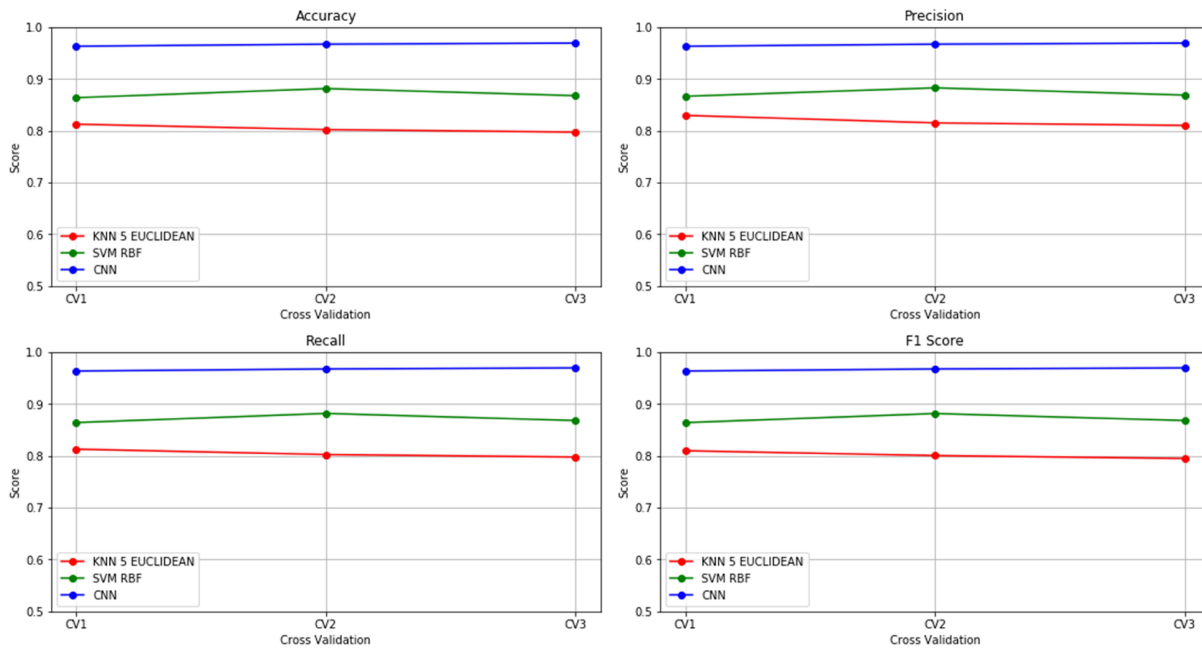 Accuracy
1.0
0.9
0.8
0.7
0.6
0.5
Score
KNN 5 EUCLIDEAN
SVM RBF
CNN
CV1 CV2 CV3
Cross Validation
Precision
1.0
0.9
0.8
0.7
0.6
0.5
Score
KNN 5 EUCLIDEAN
SVM RBF
CNN
CV1 CV2 CV3
Cross Validation
Recall
1.0
0.9
0.8
0.7
0.6
0.5
Score
KNN 5 EUCLIDEAN
SVM RBF
CNN
CV1 CV2 CV3
Cross Validation
F1 Score
1.0
0.9
0.8
0.7
0.6
0.5
Score
KNN 5 EUCLIDEAN
SVM RBF
CNN
CV1 CV2 CV3
Cross Validation